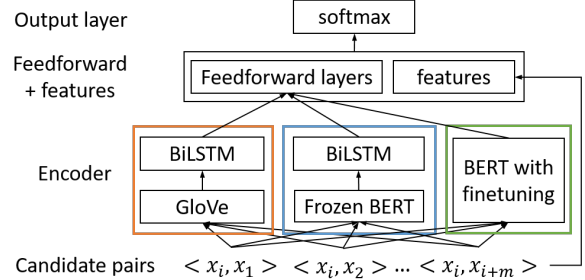 Output layer
softmax
Feedforward
+ features
Feedforward layers
features
Encoder
BiLSTM
GloVe
BiLSTM
Frozen BERT
BERT with
finetuning
Candidate pairs < x_i, x_1 > < x_i, x_2 > ... < x_i, x_{i+m} >